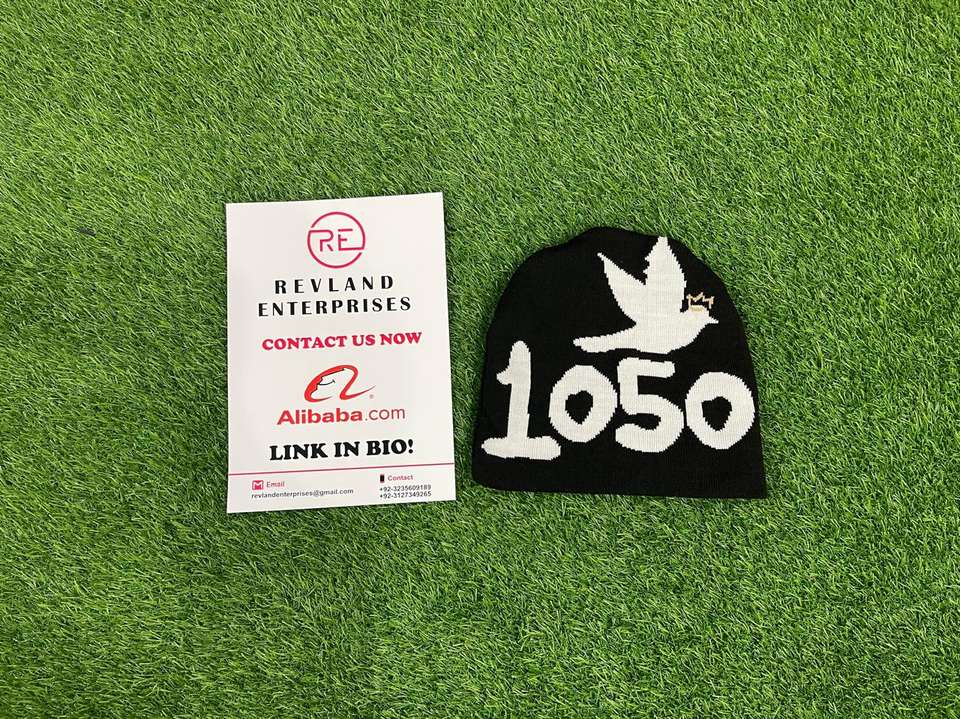 RE
REVLAND
ENTERPRISES
CONTACT US NOW
Alibaba.com
LINK IN BIO!
Email
revlandenterprises@gmail.com
Contact
+92-3235609189
+92-3127349265
1050